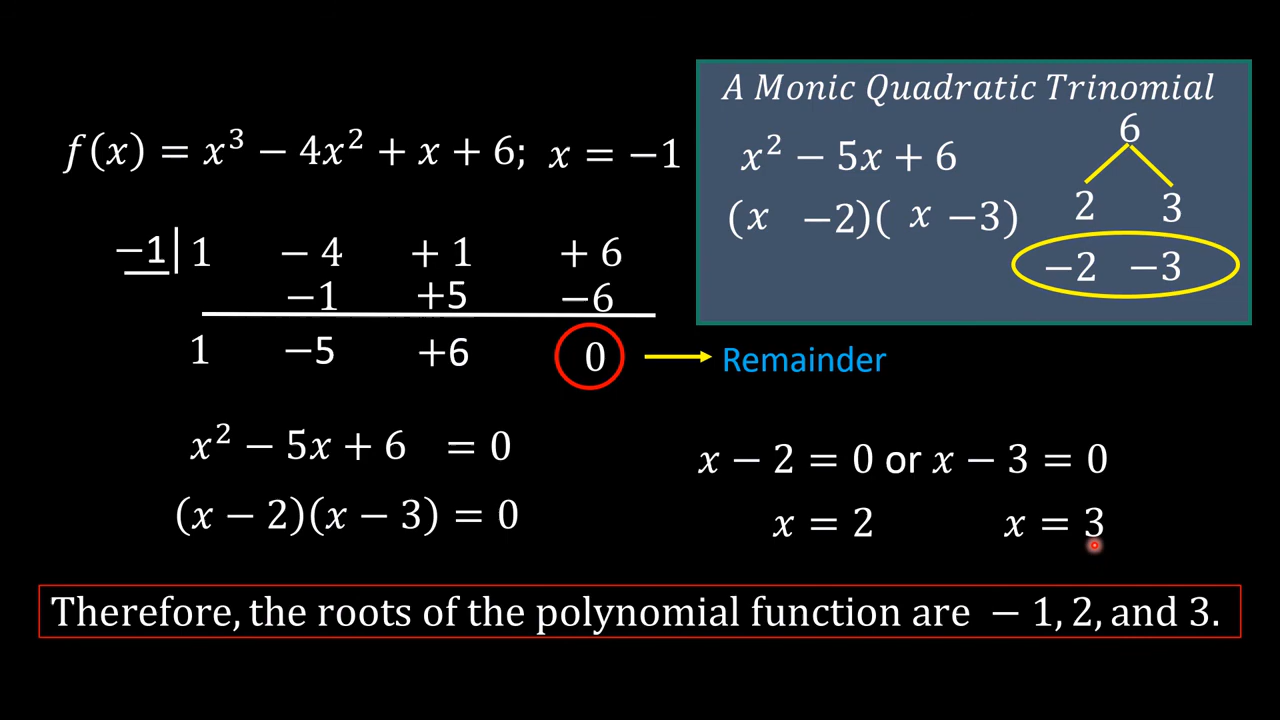 f(x) = x³ − 4x² + x + 6; x = −1
−1| 1 − 4 + 1 + 6
−1 +5 −6
1 −5 +6 0 Remainder
x² − 5x + 6 = 0
(x − 2)(x − 3) = 0
A Monic Quadratic Trinomial
x² − 5x + 6
6
(x −2)( x −3)
2 3
−2 −3
x − 2 = 0 or x − 3 = 0
x = 2 x = 3
Therefore, the roots of the polynomial function are − 1, 2, and 3.